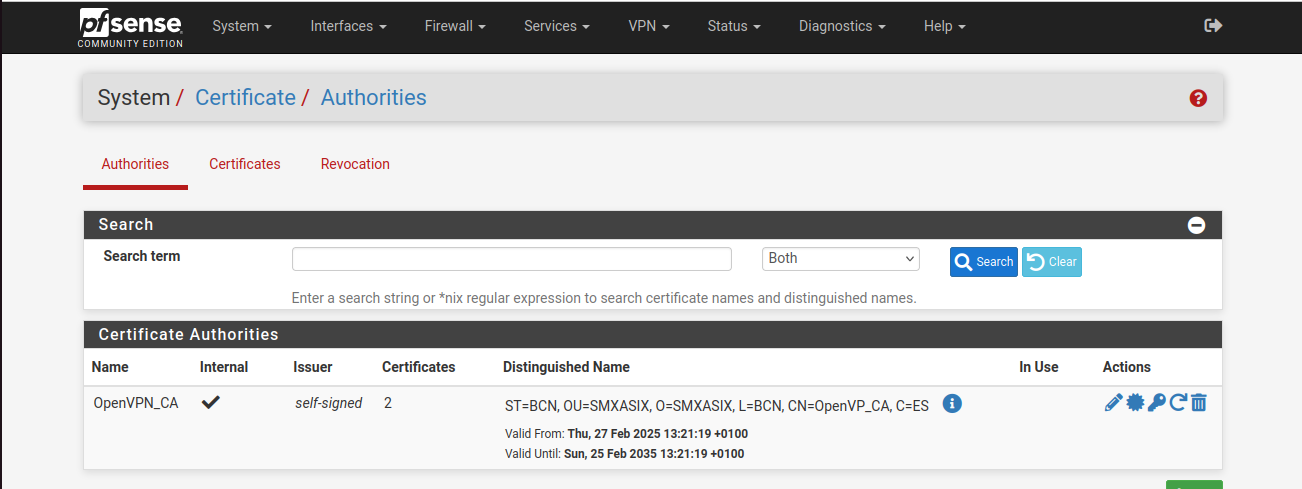 pfsense COMMUNITY EDITION System Interfaces Firewall Services VPN Status Diagnostics Help
System / Certificate / Authorities
Authorities Certificates Revocation
Search
Search term Both Search Clear
Enter a search string or *nix regular expression to search certificate names and distinguished names.
Certificate Authorities
Name Internal Issuer Certificates Distinguished Name In Use Actions
OpenVPN_CA self-signed 2 ST=BCN, OU=SMXASIX, O=SMXASIX, L=BCN, CN=OpenVP_CA, C=ES
Valid From: Thu, 27 Feb 2025 13:21:19 +0100
Valid Until: Sun, 25 Feb 2035 13:21:19 +0100